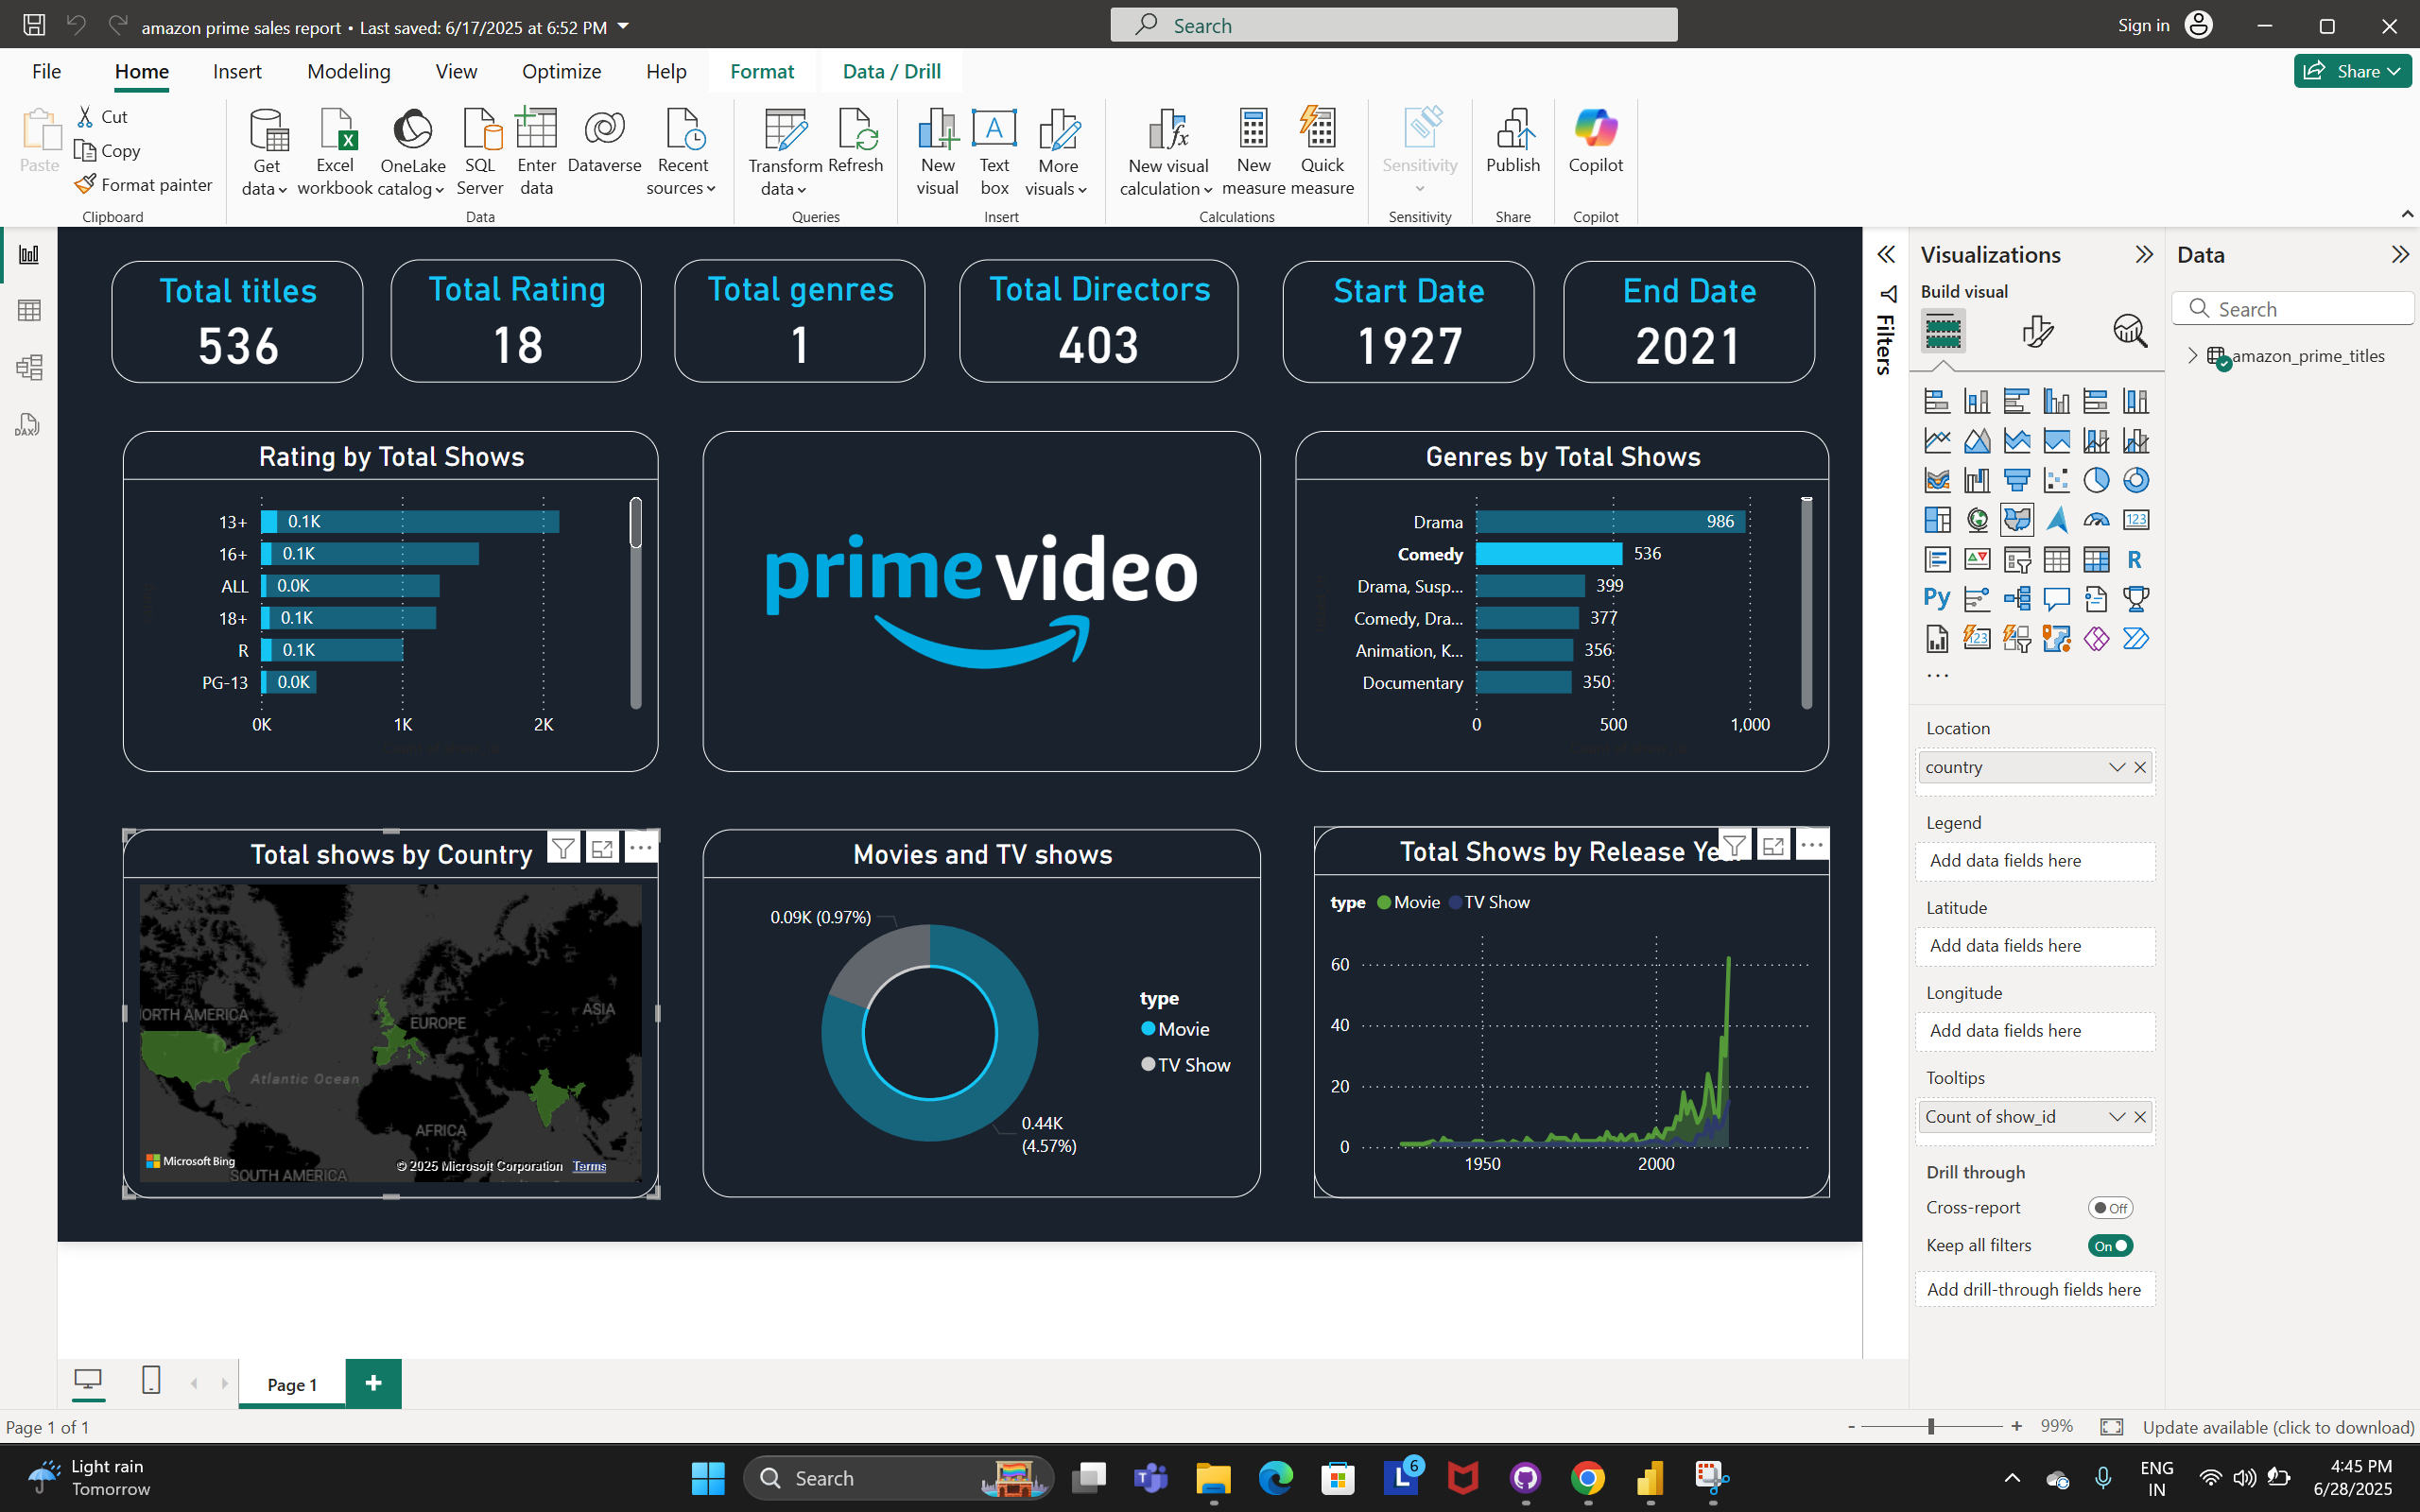 amazon prime sales report • Last saved: 6/17/2025 at 6:52 PM
Search
Sign in
File Home Insert Modeling View Optimize Help Format Data / Drill
Share
Paste
Cut
Copy
Format painter
Clipboard
Get data
Excel workbook
OneLake catalog
SQL Server
Enter data
Dataverse
Recent sources
Data
Transform data
Refresh
Queries
New visual
Text box
More visuals
Insert
New visual calculation
New measure
Quick measure
Calculations
Sensitivity
Sensitivity
Publish
Share
Copilot
Copilot
DAX
Total titles
536
Total Rating
18
Total genres
1
Total Directors
403
Start Date
1927
End Date
2021
Rating by Total Shows
13+ 0.1K
16+ 0.1K
ALL 0.0K
18+ 0.1K
R 0.1K
PG-13 0.0K
0K 1K 2K
prime video
Genres by Total Shows
Drama 986
Comedy 536
Drama, Susp... 399
Comedy, Dra... 377
Animation, K... 356
Documentary 350
0 500 1,000
Total shows by Country
ORTH AMERICA
EUROPE
ASIA
Atlantic Ocean
AFRICA
SOUTH AMERICA
Microsoft Bing
© 2025 Microsoft Corporation Terms
Movies and TV shows
0.09K (0.97%)
0.44K
(4.57%)
type
Movie
TV Show
Total Shows by Release Ye
type Movie TV Show
60
40
20
0
1950 2000
Filters
Visualizations
Build visual
123
R
Py
123
...
Location
country
Legend
Add data fields here
Latitude
Add data fields here
Longitude
Add data fields here
Tooltips
Count of show_id
Drill through
Cross-report Off
Keep all filters On
Add drill-through fields here
Data
Search
amazon_prime_titles
Page 1
+
Page 1 of 1
- + 99%
Update available (click to download)
Light rain
Tomorrow
Search
L
6
ENG
IN
4:45 PM
6/28/2025